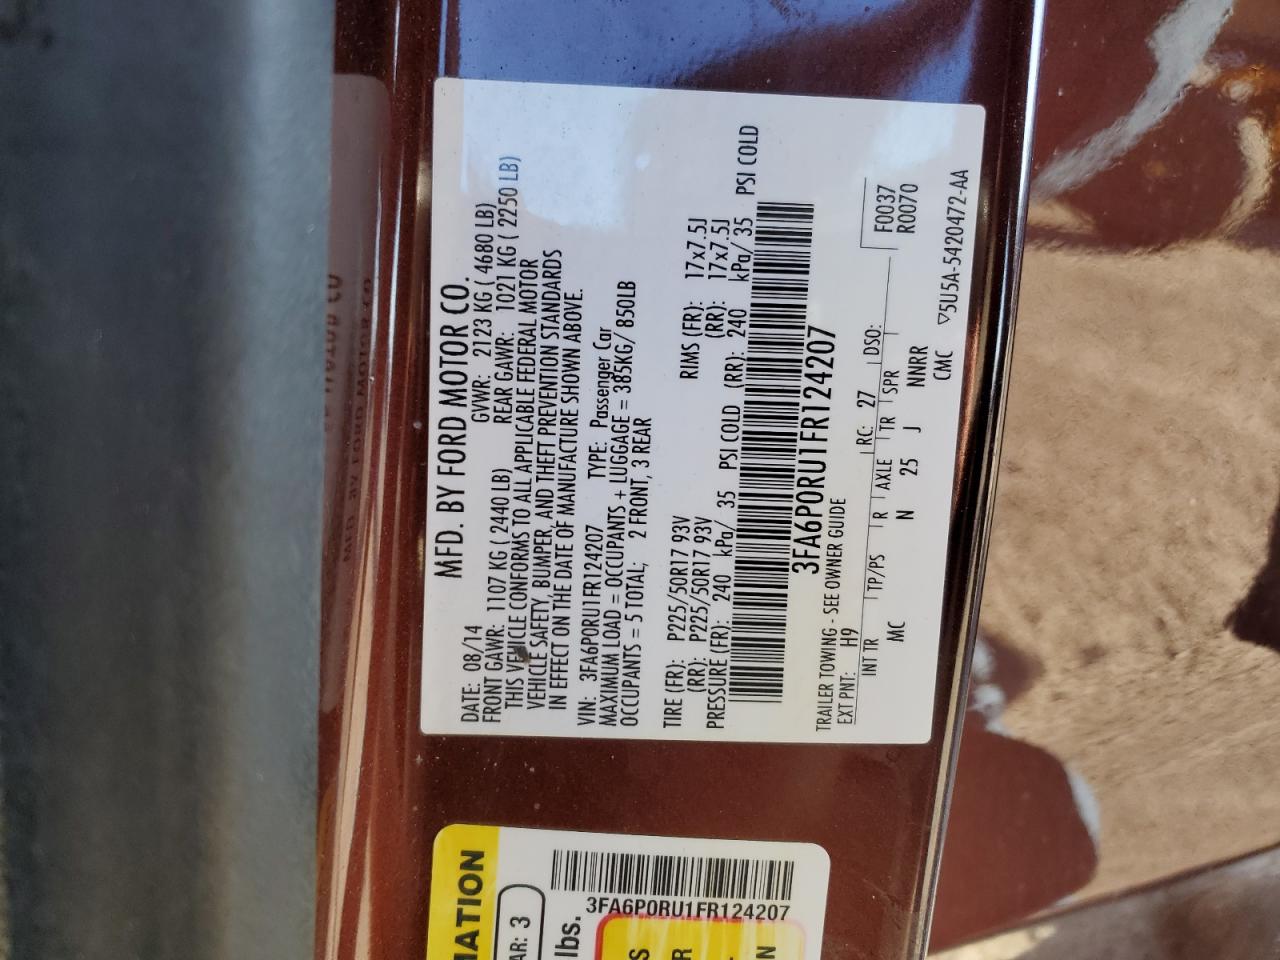 MFD. BY FORD MOTOR CO.
DATE: 08/14 GVWR: 2123 KG ( 4680 LB)
FRONT GAWR: 1107 KG ( 2440 LB) REAR GAWR: 1021 KG ( 2250 LB)
THIS VEHICLE CONFORMS TO ALL APPLICABLE FEDERAL MOTOR
VEHICLE SAFETY, BUMPER, AND THEFT PREVENTION STANDARDS
IN EFFECT ON THE DATE OF MANUFACTURE SHOWN ABOVE.
VIN: 3FA6P0RU1FR124207 TYPE: Passenger Car
MAXIMUM LOAD = OCCUPANTS + LUGGAGE = 385KG/ 850LB
OCCUPANTS = 5 TOTAL; 2 FRONT, 3 REAR
TIRE (FR): P225/50R17 93V RIMS (FR): 17x7.5J
(RR): P225/50R17 93V (RR): 17x7.5J
PRESSURE (FR): 240 kPa/ 35 PSI COLD (RR): 240 kPa/ 35 PSI COLD
3FA6P0RU1FR124207
TRAILER TOWING - SEE OWNER GUIDE
EXT PNT: H9 RC: 27 DSO: F0037
R0070
INT TR TP/PS R AXLE TR SPR
MC N 25 J NNRR
CMC ▽5U5A-5420472-AA
MATION
AR: 3
lbs.
3FA6P0RU1FR124207
S
R
N